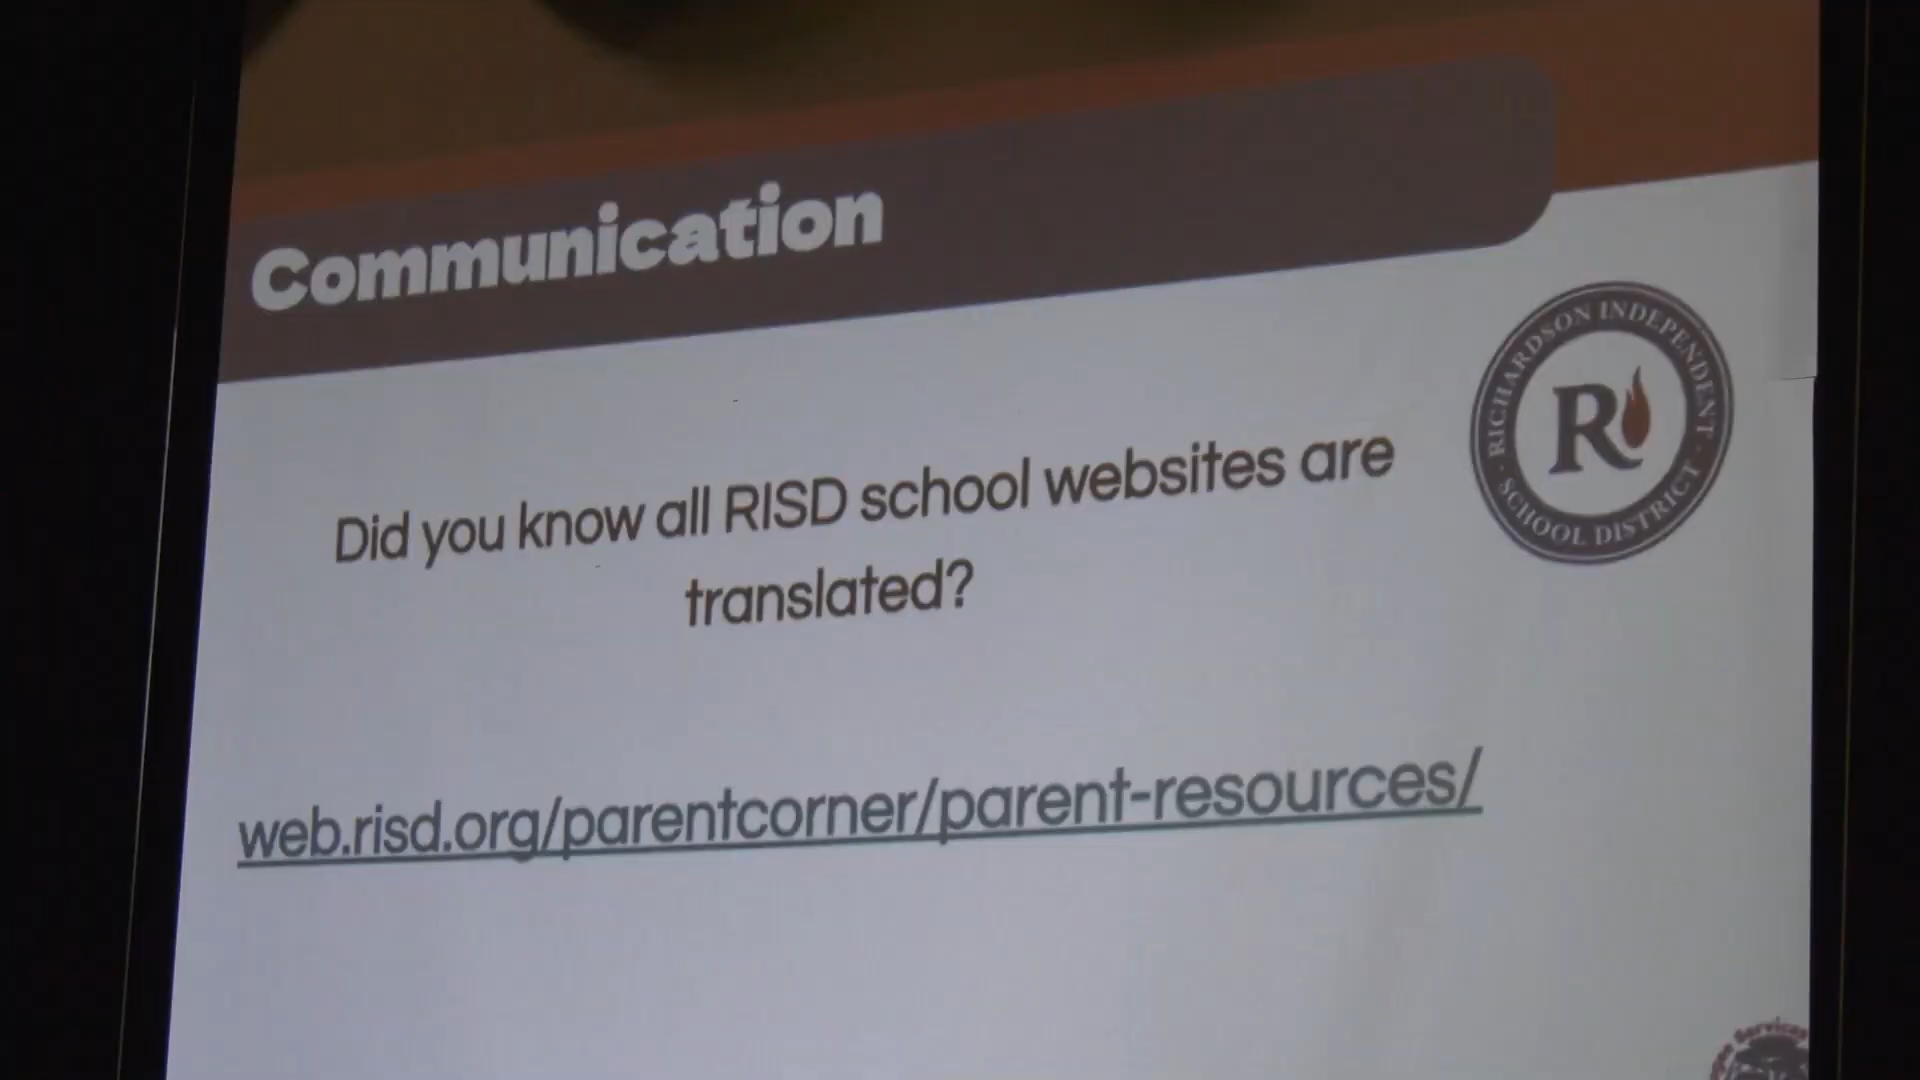 Communication
RICHARDSON INDEPENDENT
SCHOOL DISTRICT
R
Did you know all RISD school websites are
translated?
web.risd.org/parentcorner/parent-resources/
Services